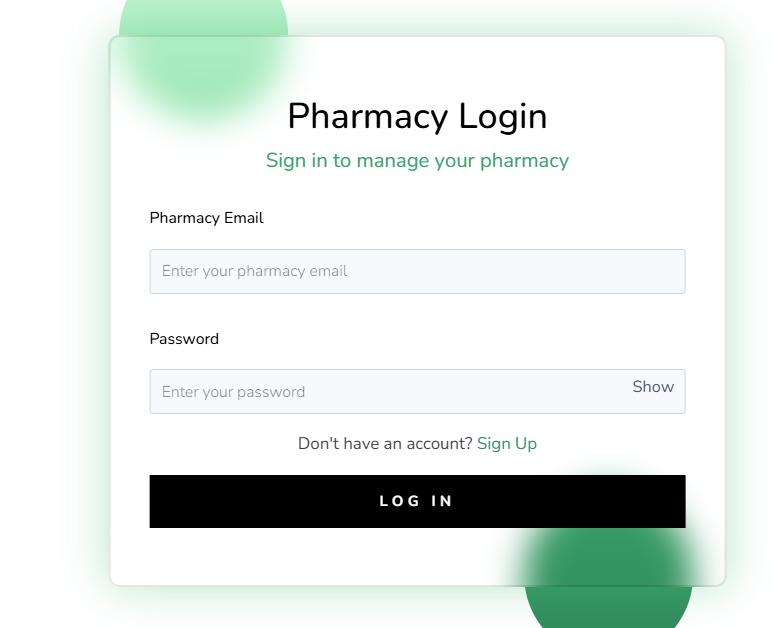 Pharmacy Login
Sign in to manage your pharmacy
Pharmacy Email
Enter your pharmacy email
Password
Enter your password
Show
Don't have an account? Sign Up
LOG IN